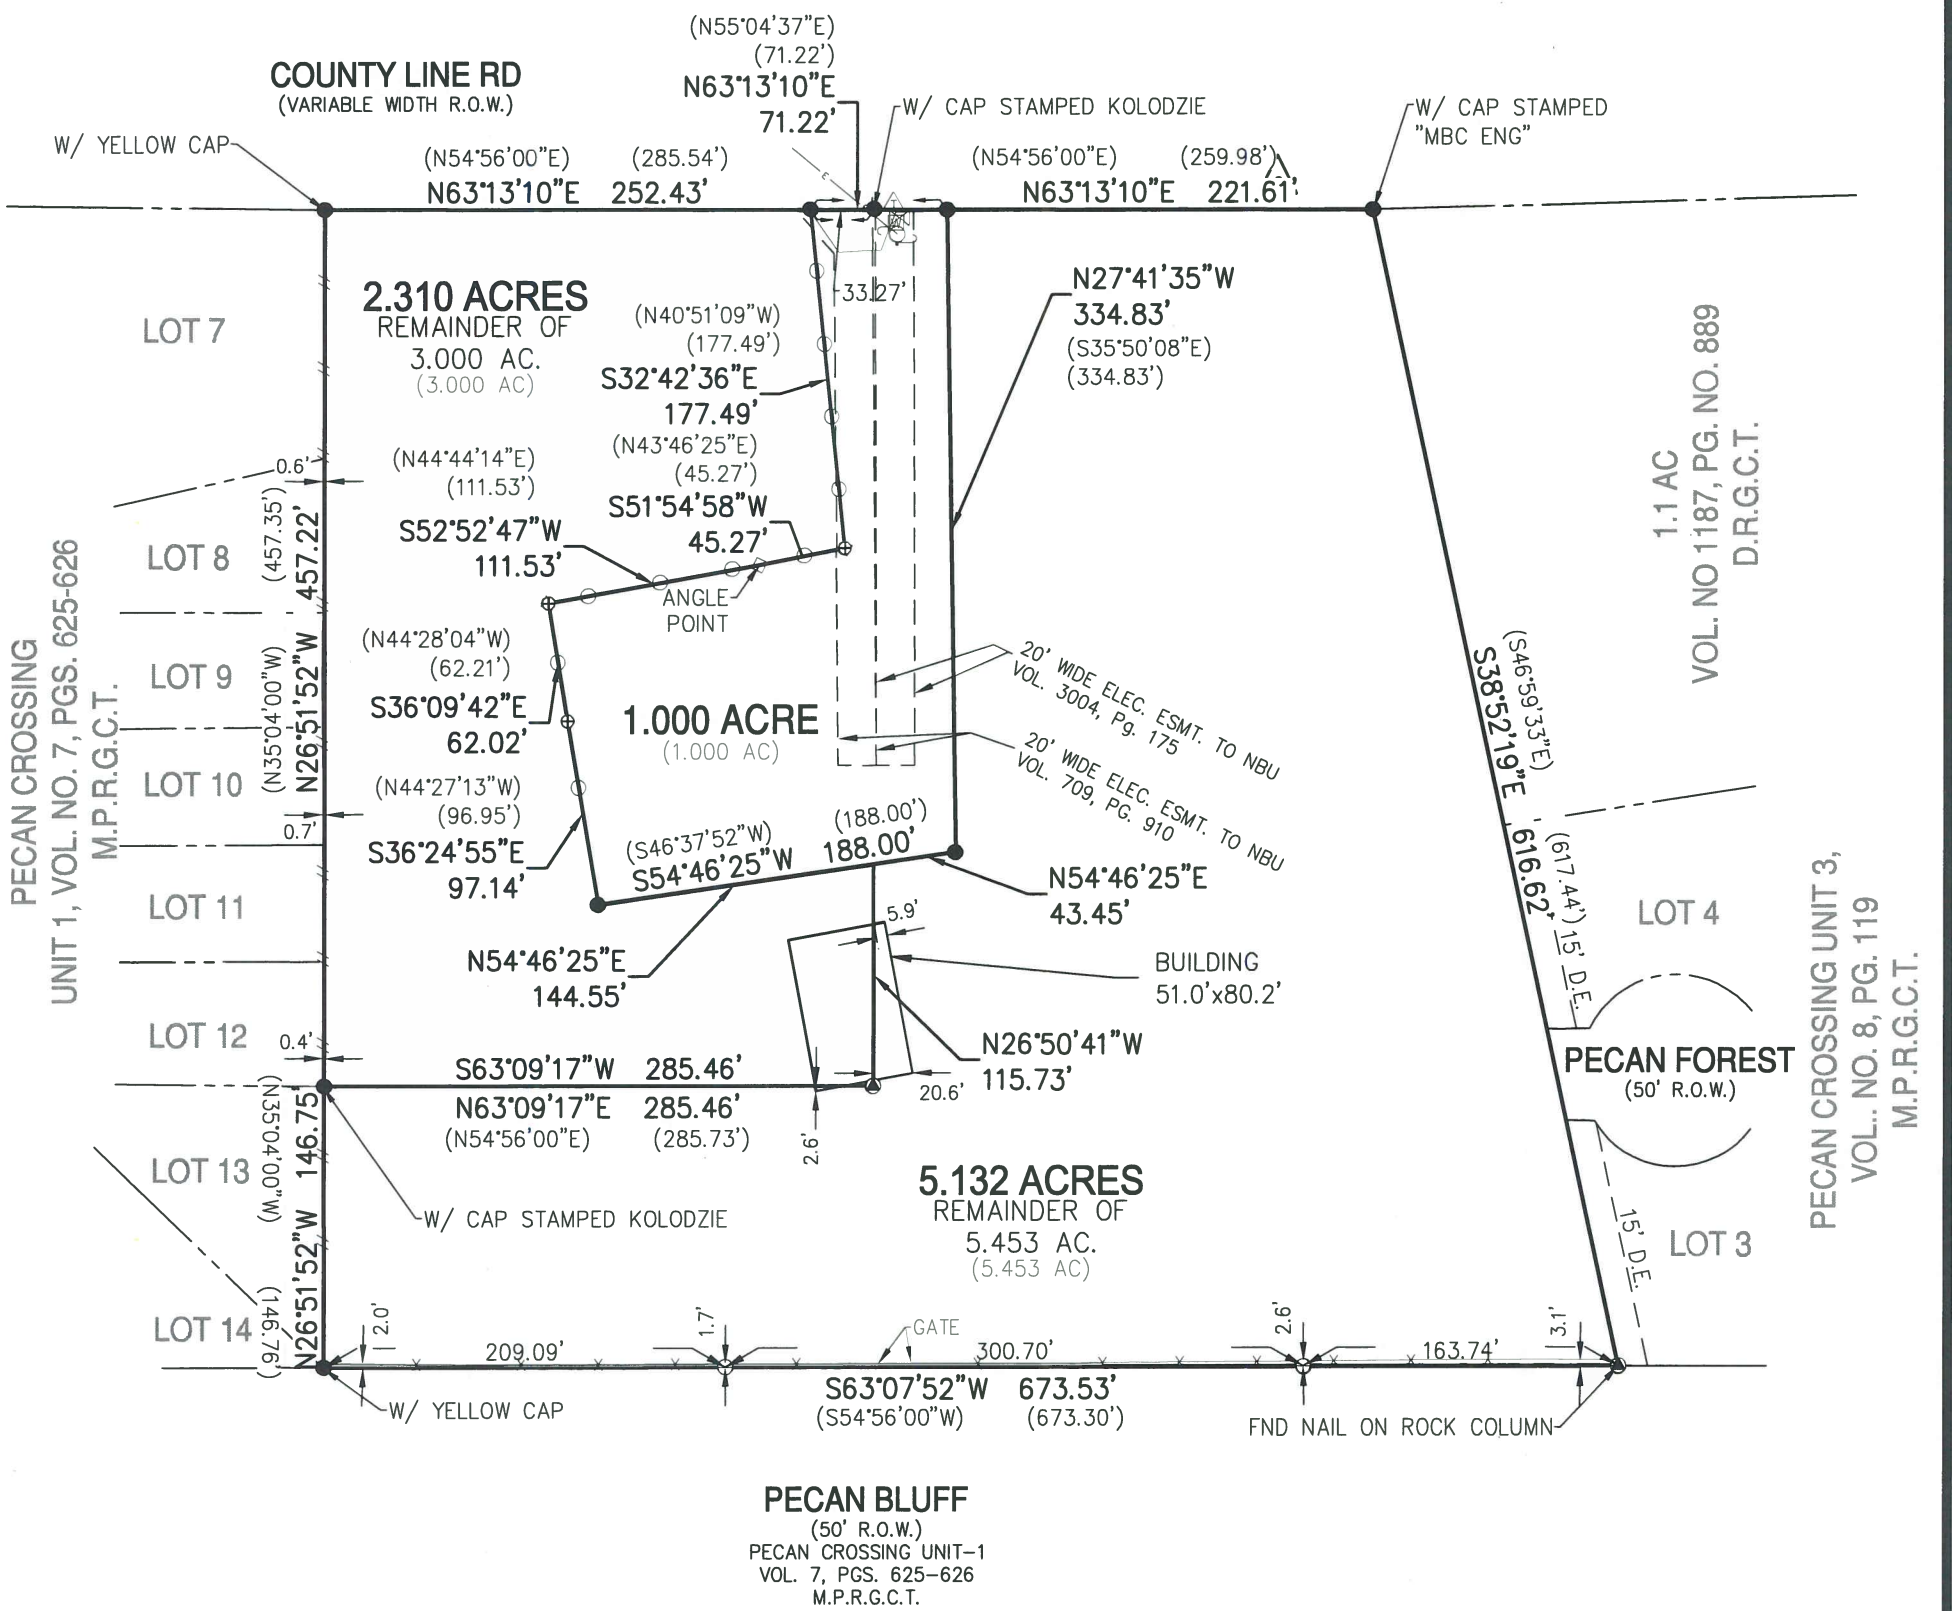 (N55°04'37"E)
(71.22')
N63°13'10"E
71.22'
COUNTY LINE RD
(VARIABLE WIDTH R.O.W.)
W/ CAP STAMPED KOLODZIE
W/ CAP STAMPED
"MBC ENG"
W/ YELLOW CAP
(N54°56'00"E) (285.54')
N63°13'10"E 252.43'
(N54°56'00"E) (259.98')
N63°13'10"E 221.61'
E
33.27'
N27°41'35"W
334.83'
(S35°50'08"E)
(334.83')
2.310 ACRES
REMAINDER OF
3.000 AC.
(3.000 AC)
(N40°51'09"W)
(177.49')
S32°42'36"E
177.49'
(N43°46'25"E)
(45.27')
S51°54'58"W
45.27'
(N44°44'14"E)
(111.53')
S52°52'47"W
111.53'
ANGLE
POINT
(N44°28'04"W)
(62.21')
S36°09'42"E
62.02'
(N44°27'13"W)
(96.95')
S36°24'55"E
97.14'
1.000 ACRE
(1.000 AC)
20' WIDE ELEC. ESMT. TO NBU
VOL. 3004, Pg. 175
20' WIDE ELEC. ESMT. TO NBU
VOL. 709, PG. 910
(S46°37'52"W) (188.00')
S54°46'25"W 188.00'
N54°46'25"E
43.45'
N54°46'25"E
144.55'
5.9'
BUILDING
51.0'x80.2'
N26°50'41"W
115.73'
20.6'
2.6'
S63°09'17"W 285.46'
N63°09'17"E 285.46'
(N54°56'00"E) (285.73')
W/ CAP STAMPED KOLODZIE
5.132 ACRES
REMAINDER OF
5.453 AC.
(5.453 AC)
LOT 7
LOT 8
LOT 9
LOT 10
LOT 11
LOT 12
LOT 13
LOT 14
0.6'
0.7'
0.4'
(457.35')
(N35°04'00"W)
N26°51'52"W 457.22'
(N35°04'00"W)
(146.76')
N26°51'52"W 146.75'
PECAN CROSSING
UNIT 1, VOL. NO. 7, PGS. 625-626
M.P.R.G.C.T.
1.1 AC
VOL. NO 1187, PG. NO. 889
D.R.G.C.T.
(S46°59'33"E)
S38°52'19"E 616.62'
(617.44')
15' D.E.
LOT 4
PECAN FOREST
(50' R.O.W.)
LOT 3
15' D.E.
PECAN CROSSING UNIT 3,
VOL.. NO. 8, PG. 119
M.P.R.G.C.T.
2.0'
209.09'
1.7'
GATE
300.70'
2.6'
163.74'
3.1'
S63°07'52"W 673.53'
(S54°56'00"W) (673.30')
W/ YELLOW CAP
FND NAIL ON ROCK COLUMN
PECAN BLUFF
(50' R.O.W.)
PECAN CROSSING UNIT-1
VOL. 7, PGS. 625-626
M.P.R.G.C.T.